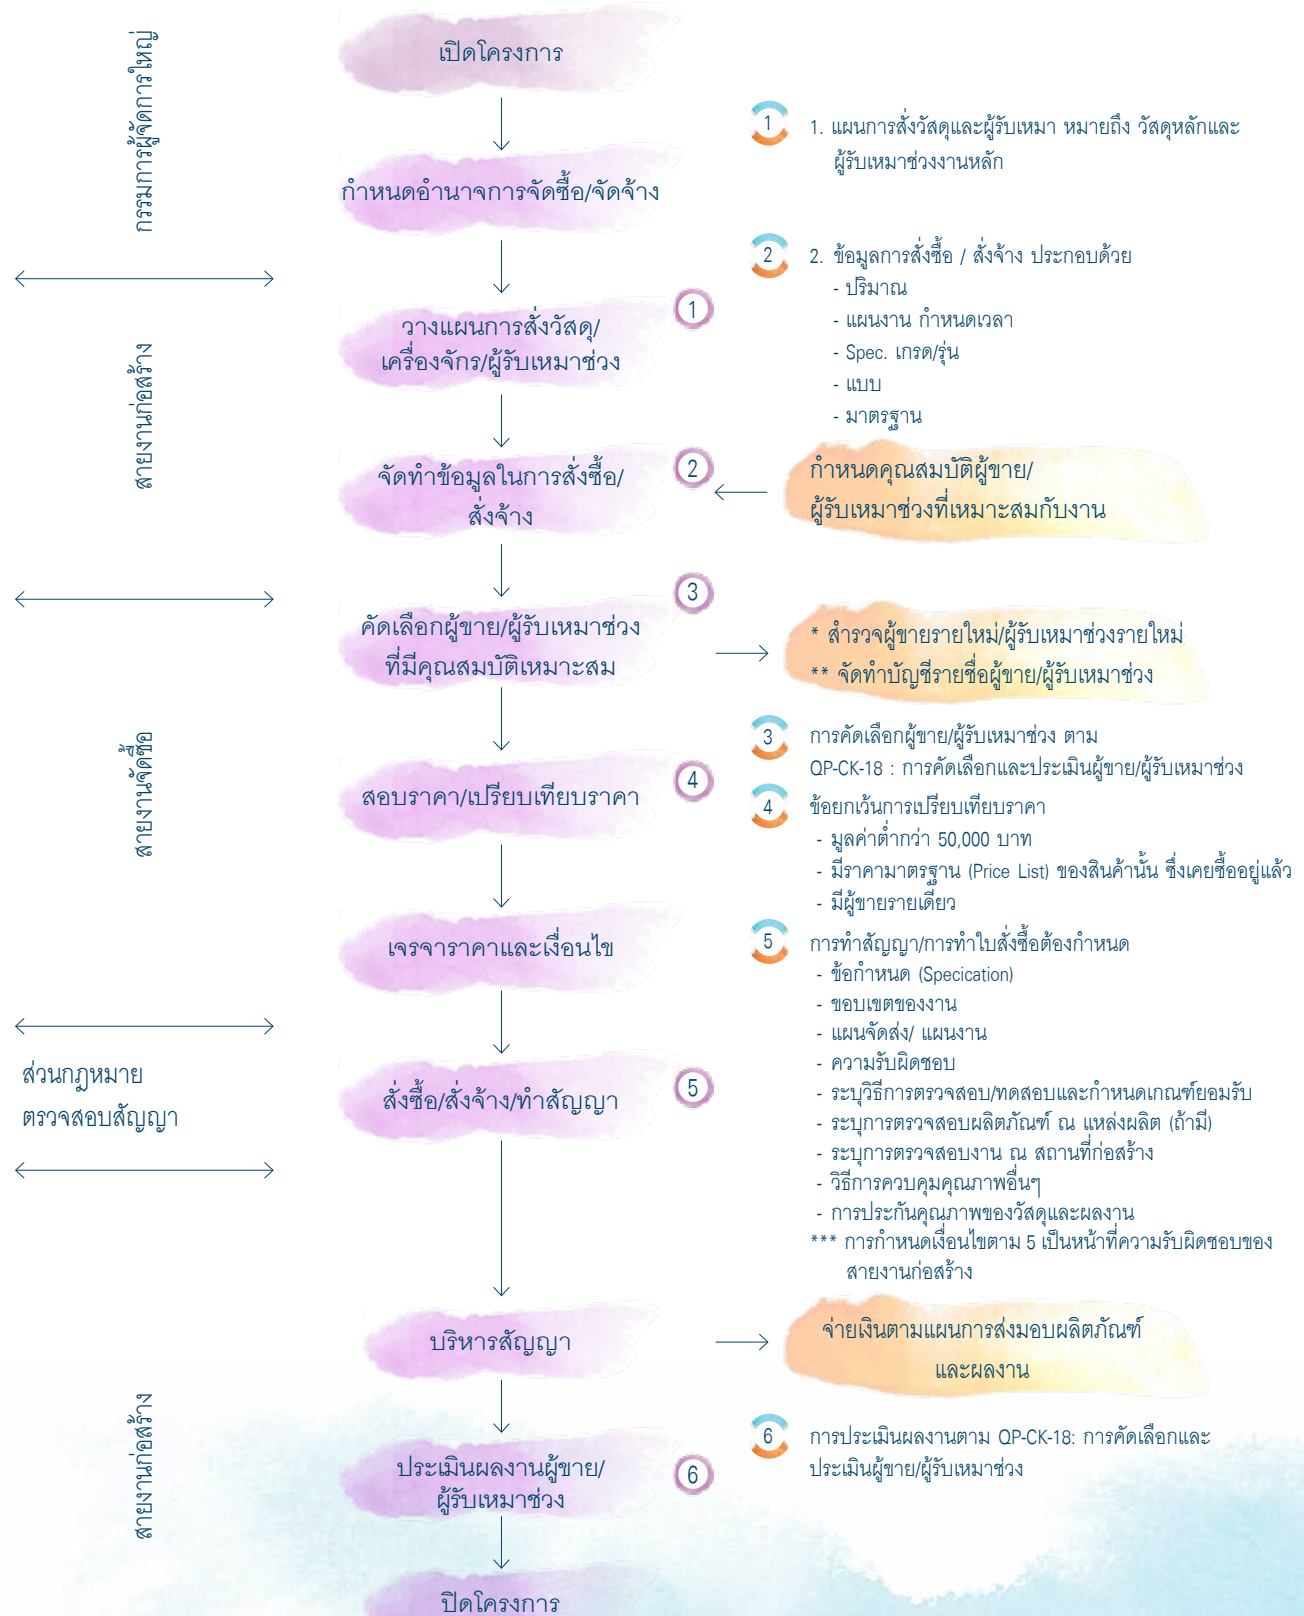 กรรมการผู้จัดการใหญ่
เปิดโครงการ
กำหนดอำนาจการจัดซื้อ/จัดจ้าง
1
1. แผนการสั่งวัสดุและผู้รับเหมา หมายถึง วัสดุหลักและ
ผู้รับเหมาช่วงงานหลัก
สายงานก่อสร้าง
วางแผนการสั่งวัสดุ/
เครื่องจักร/ผู้รับเหมาช่วง
1
2
2. ข้อมูลการสั่งซื้อ / สั่งจ้าง ประกอบด้วย
- ปริมาณ
- แผนงาน กำหนดเวลา
- Spec. เกรด/รุ่น
- แบบ
- มาตรฐาน
จัดทำข้อมูลในการสั่งซื้อ/
สั่งจ้าง
2
กำหนดคุณสมบัติผู้ขาย/
ผู้รับเหมาช่วงที่เหมาะสมกับงาน
สายงานจัดซื้อ
คัดเลือกผู้ขาย/ผู้รับเหมาช่วง
ที่มีคุณสมบัติเหมาะสม
3
* สำรวจผู้ขายรายใหม่/ผู้รับเหมาช่วงรายใหม่
** จัดทำบัญชีรายชื่อผู้ขาย/ผู้รับเหมาช่วง
3
การคัดเลือกผู้ขาย/ผู้รับเหมาช่วง ตาม
QP-CK-18 : การคัดเลือกและประเมินผู้ขาย/ผู้รับเหมาช่วง
สอบราคา/เปรียบเทียบราคา
4
4
ข้อยกเว้นการเปรียบเทียบราคา
- มูลค่าต่ำกว่า 50,000 บาท
- มีราคามาตรฐาน (Price List) ของสินค้านั้น ซึ่งเคยซื้ออยู่แล้ว
- มีผู้ขายรายเดียว
เจรจาราคาและเงื่อนไข
5
การทำสัญญา/การทำใบสั่งซื้อต้องกำหนด
- ข้อกำหนด (Specication)
- ขอบเขตของงาน
- แผนจัดส่ง/ แผนงาน
- ความรับผิดชอบ
- ระบุวิธีการตรวจสอบ/ทดสอบและกำหนดเกณฑ์ยอมรับ
- ระบุการตรวจสอบผลิตภัณฑ์ ณ แหล่งผลิต (ถ้ามี)
- ระบุการตรวจสอบงาน ณ สถานที่ก่อสร้าง
- วิธีการควบคุมคุณภาพอื่นๆ
- การประกันคุณภาพของวัสดุและผลงาน
*** การกำหนดเงื่อนไขตาม 5 เป็นหน้าที่ความรับผิดชอบของ
สายงานก่อสร้าง
ส่วนกฎหมาย
ตรวจสอบสัญญา
สั่งซื้อ/สั่งจ้าง/ทำสัญญา
5
สายงานก่อสร้าง
บริหารสัญญา
จ่ายเงินตามแผนการส่งมอบผลิตภัณฑ์
และผลงาน
ประเมินผลงานผู้ขาย/
ผู้รับเหมาช่วง
6
6
การประเมินผลงานตาม QP-CK-18: การคัดเลือกและ
ประเมินผู้ขาย/ผู้รับเหมาช่วง
ปิดโครงการ